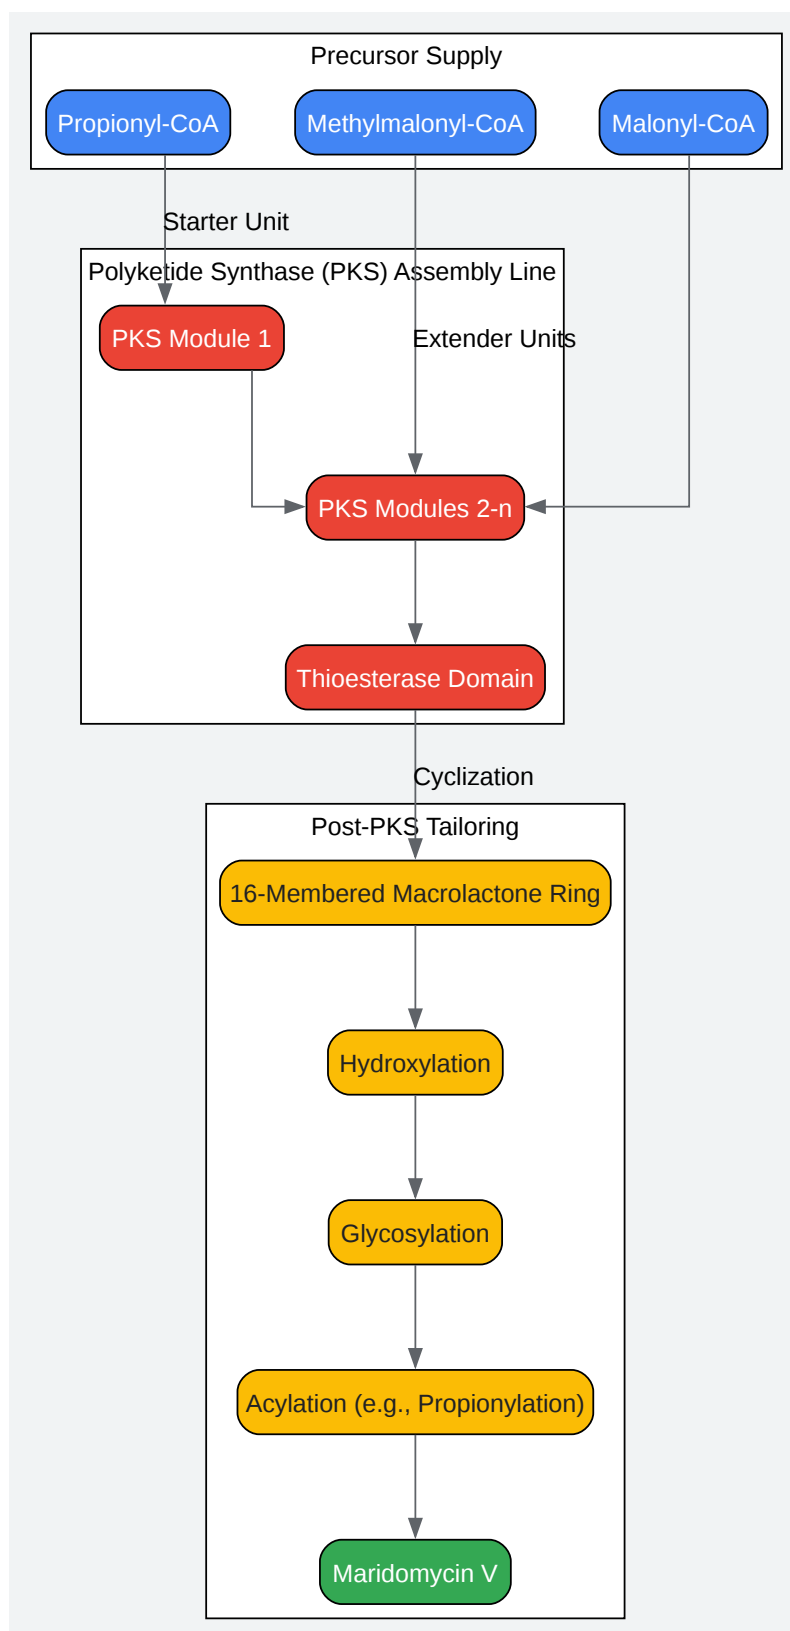 Precursor Supply
Propionyl-CoA
Methylmalonyl-CoA
Malonyl-CoA
Starter Unit
Polyketide Synthase (PKS) Assembly Line
PKS Module 1
Extender Units
PKS Modules 2-n
Thioesterase Domain
Cyclization
Post-PKS Tailoring
16-Membered Macrolactone Ring
Hydroxylation
Glycosylation
Acylation (e.g., Propionylation)
Maridomycin V